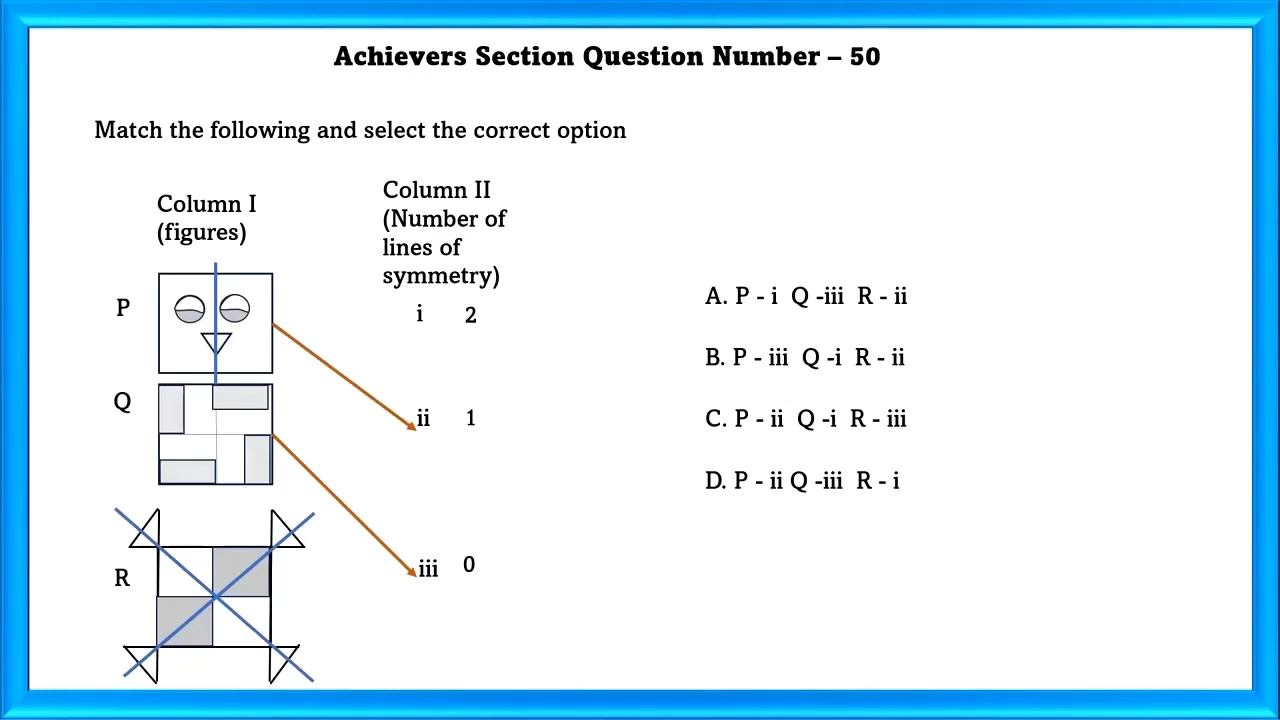 Achievers Section Question Number – 50
Match the following and select the correct option
Column I
(figures)
Column II
(Number of
lines of
symmetry)
P
i 2
Q
ii 1
R
iii 0
A. P - i Q -iii R - ii
B. P - iii Q -i R - ii
C. P - ii Q -i R - iii
D. P - ii Q -iii R - i